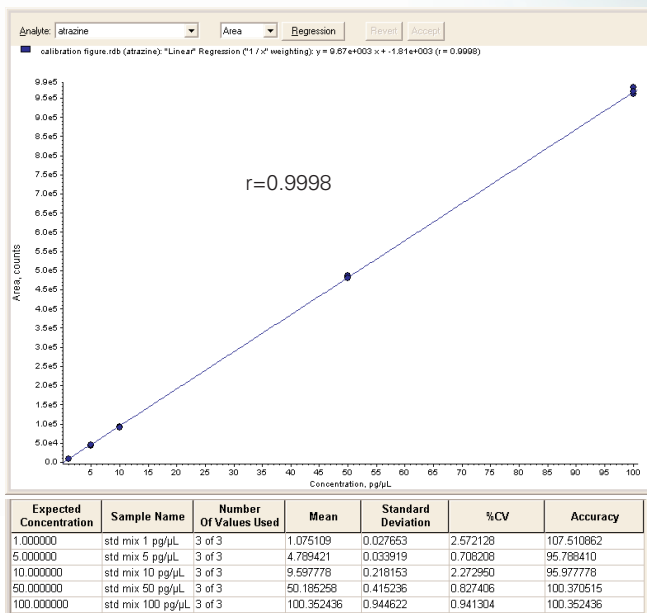 Analyte: atrazine Area Regression Revert Accept
calibration figure.rdb (atrazine): "Linear" Regression ("1 / x" weighting): y = 9.67e+003 x + -1.81e+003 (r = 0.9998)
9.9e5
9.5e5
9.0e5
8.5e5
8.0e5
7.5e5
7.0e5
6.5e5
6.0e5
5.5e5
5.0e5
4.5e5
4.0e5
3.5e5
3.0e5
2.5e5
2.0e5
1.5e5
1.0e5
5.0e4
0.0
Area, counts
r=0.9998
5 10 15 20 25 30 35 40 45 50 55 60 65 70 75 80 85 90 95 100
Concentration, pg/µL
Expected Concentration Sample Name Number Of Values Used Mean Standard Deviation %CV Accuracy
1.000000 std mix 1 pg/µL 3 of 3 1.075109 0.027653 2.572128 107.510862
5.000000 std mix 5 pg/µL 3 of 3 4.789421 0.033919 0.708208 95.788410
10.000000 std mix 10 pg/µL 3 of 3 9.597778 0.218153 2.272950 95.977778
50.000000 std mix 50 pg/µL 3 of 3 50.185258 0.415236 0.827406 100.370515
100.000000 std mix 100 pg/µL 3 of 3 100.352436 0.944622 0.941304 100.352436